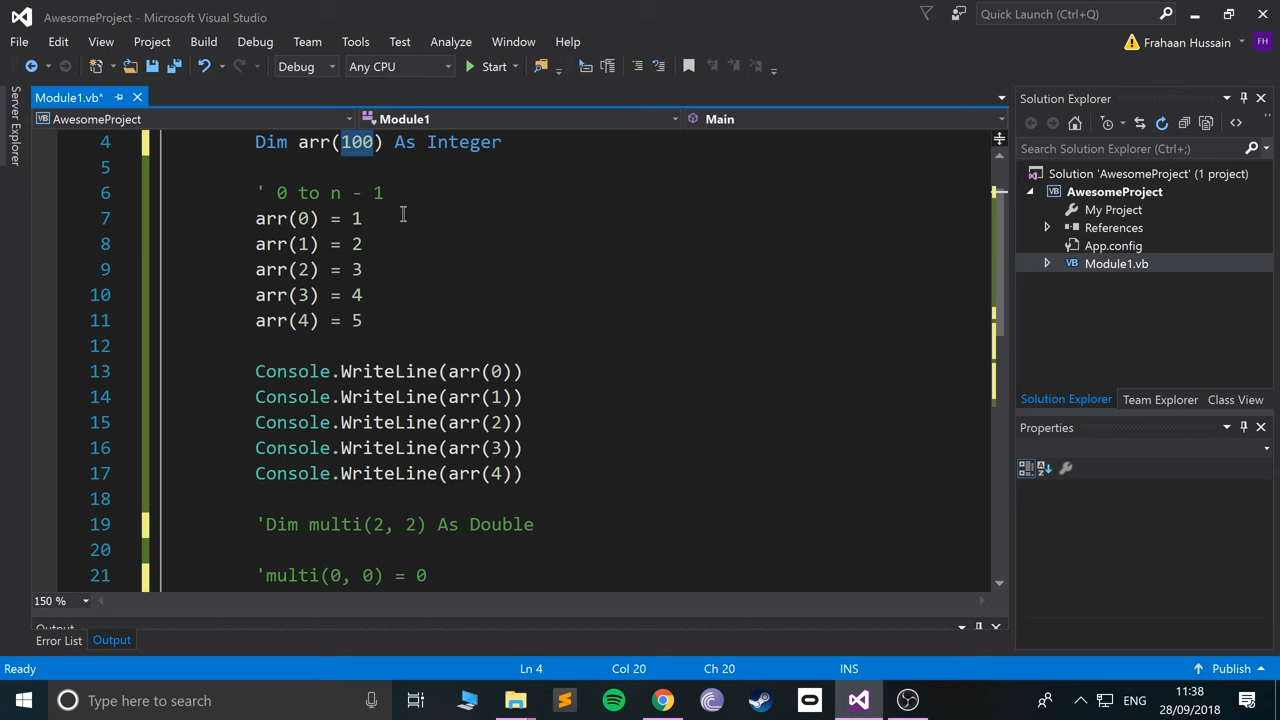 AwesomeProject - Microsoft Visual Studio
Quick Launch (Ctrl+Q)
File Edit View Project Build Debug Team Tools Test Analyze Window Help
Frahaan Hussain FH
Debug Any CPU Start
Server Explorer
Module1.vb*
AwesomeProject Module1 Main
4 Dim arr(100) As Integer
5
6 ' 0 to n - 1
7 arr(0) = 1
8 arr(1) = 2
9 arr(2) = 3
10 arr(3) = 4
11 arr(4) = 5
12
13 Console.WriteLine(arr(0))
14 Console.WriteLine(arr(1))
15 Console.WriteLine(arr(2))
16 Console.WriteLine(arr(3))
17 Console.WriteLine(arr(4))
18
19 'Dim multi(2, 2) As Double
20
21 'multi(0, 0) = 0
150 %
Solution Explorer
Search Solution Explorer (Ctrl+;)
Solution 'AwesomeProject' (1 project)
VB AwesomeProject
My Project
References
App.config
VB Module1.vb
Solution Explorer Team Explorer Class View
Properties
Error List Output
Ready Ln 4 Col 20 Ch 20 INS Publish
Type here to search
ENG
11:38
28/09/2018